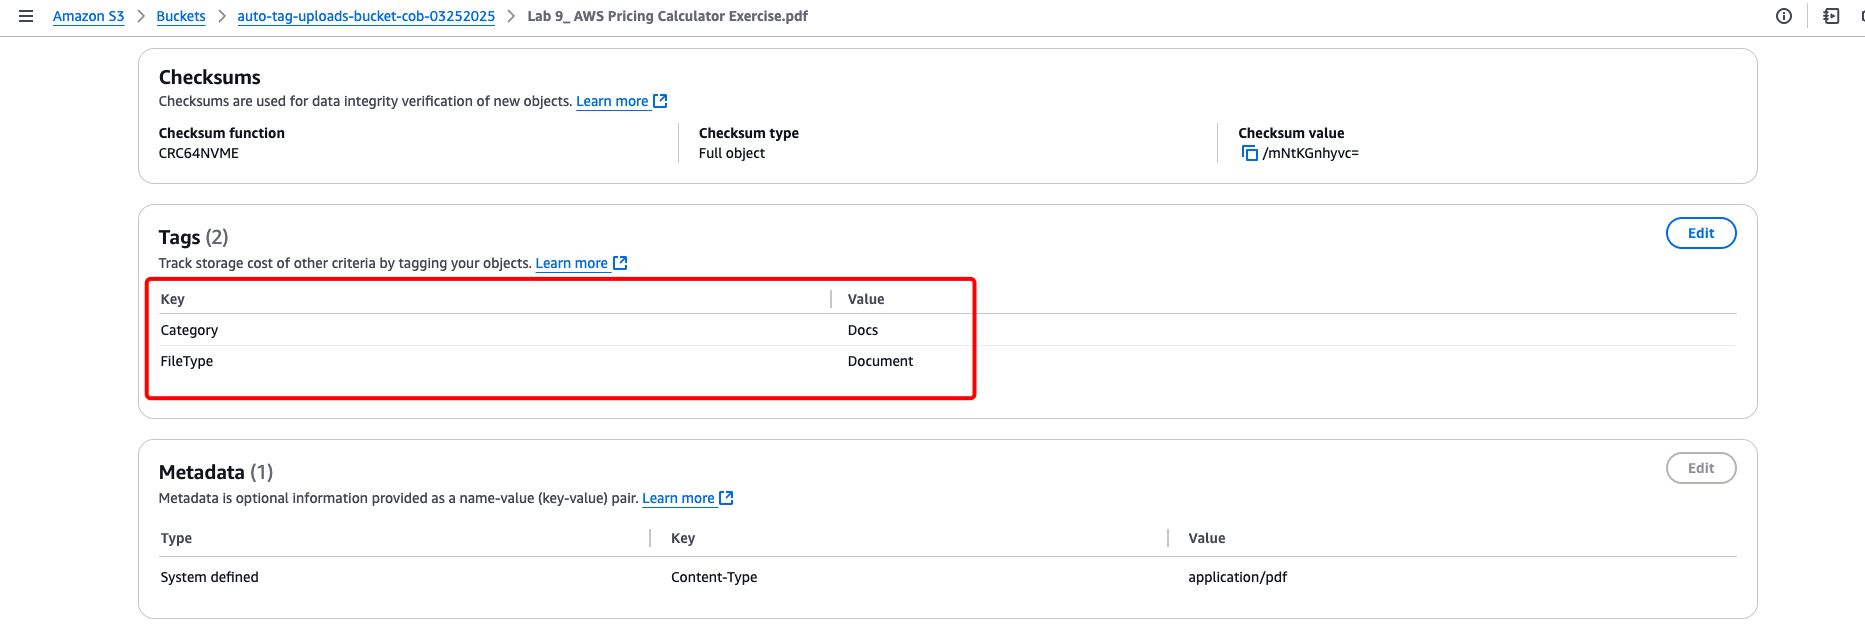 Amazon S3 > Buckets > auto-tag-uploads-bucket-cob-03252025 > Lab 9_ AWS Pricing Calculator Exercise.pdf
Checksums
Checksums are used for data integrity verification of new objects. Learn more
Checksum function Checksum type Checksum value
CRC64NVME Full object /mNtKGnhyvc=
Tags (2) Edit
Track storage cost of other criteria by tagging your objects. Learn more
Key Value
Category Docs
FileType Document
Metadata (1) Edit
Metadata is optional information provided as a name-value (key-value) pair. Learn more
Type Key Value
System defined Content-Type application/pdf